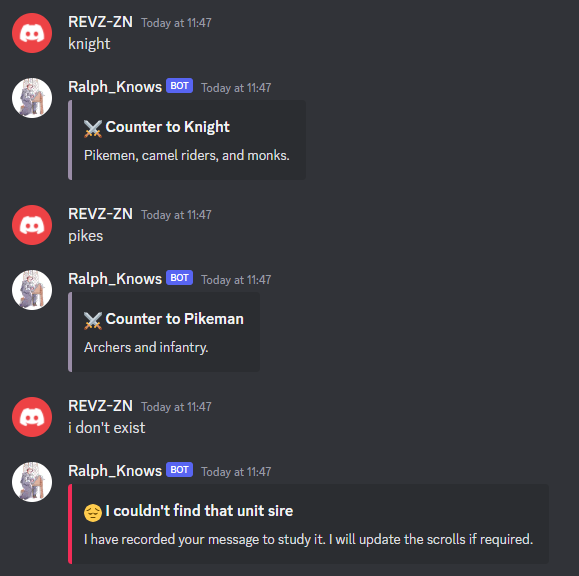 REVZ-ZN Today at 11:47
knight
Ralph_Knows BOT Today at 11:47
⚔️ Counter to Knight
Pikemen, camel riders, and monks.
REVZ-ZN Today at 11:47
pikes
Ralph_Knows BOT Today at 11:47
⚔️ Counter to Pikeman
Archers and infantry.
REVZ-ZN Today at 11:47
i don't exist
Ralph_Knows BOT Today at 11:47
😔 I couldn't find that unit sire
I have recorded your message to study it. I will update the scrolls if required.